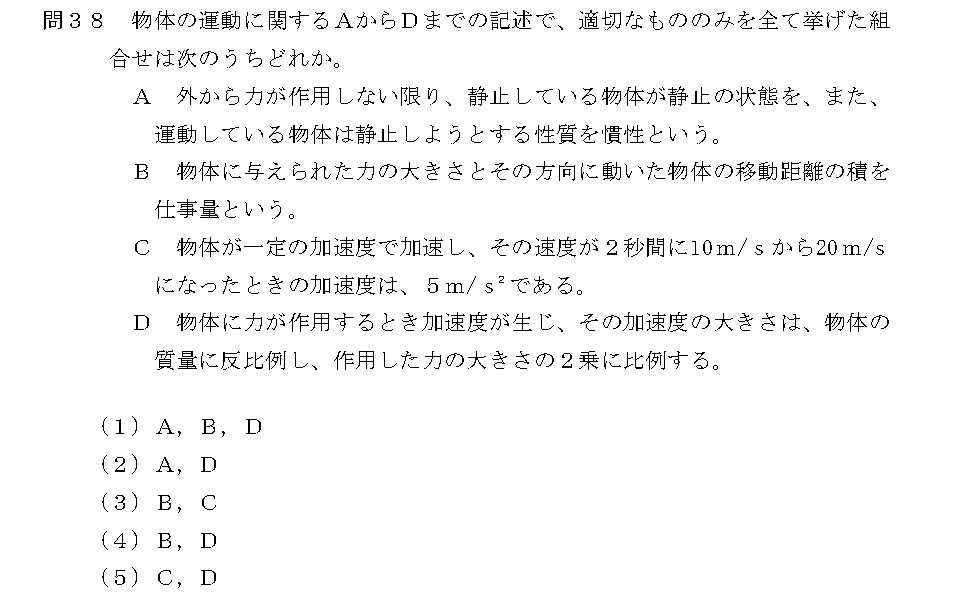 問３８　物体の運動に関するＡからＤまでの記述で、適切なもののみを全て挙げた組
合せは次のうちどれか。
Ａ　外から力が作用しない限り、静止している物体が静止の状態を、また、
運動している物体は静止しようとする性質を慣性という。
Ｂ　物体に与えられた力の大きさとその方向に動いた物体の移動距離の積を
仕事量という。
Ｃ　物体が一定の加速度で加速し、その速度が２秒間に10ｍ/ｓから20ｍ/s
になったときの加速度は、５ｍ/ｓ²である。
Ｄ　物体に力が作用するとき加速度が生じ、その加速度の大きさは、物体の
質量に反比例し、作用した力の大きさの２乗に比例する。
（１）Ａ，Ｂ，Ｄ
（２）Ａ，Ｄ
（３）Ｂ，Ｃ
（４）Ｂ，Ｄ
（５）Ｃ，Ｄ